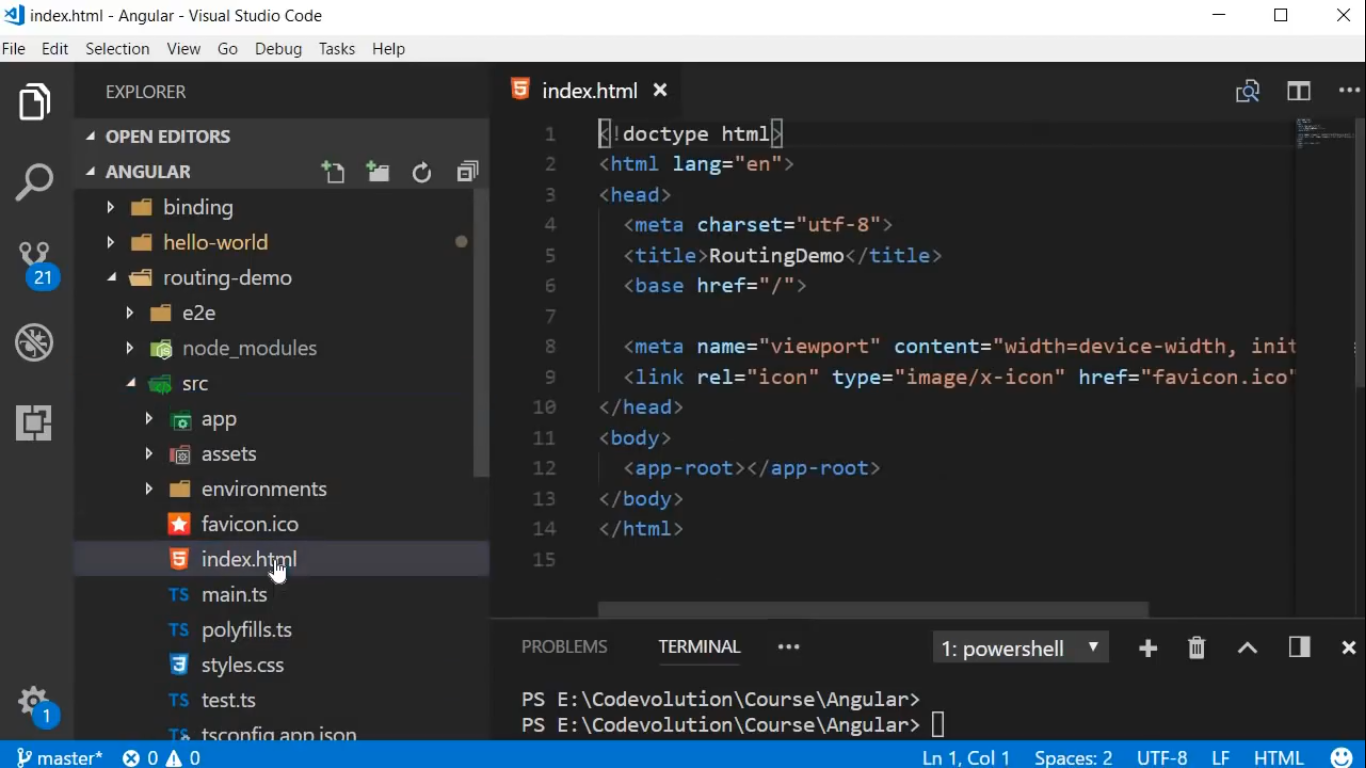 index.html - Angular - Visual Studio Code
File Edit Selection View Go Debug Tasks Help
EXPLORER
OPEN EDITORS
ANGULAR
binding
hello-world
routing-demo
e2e
node_modules
src
app
assets
environments
favicon.ico
index.html
main.ts
polyfills.ts
styles.css
test.ts
tsconfig.app.json
21
1
index.html
1 <!doctype html>
2 <html lang="en">
3 <head>
4 <meta charset="utf-8">
5 <title>RoutingDemo</title>
6 <base href="/">
7
8 <meta name="viewport" content="width=device-width, init
9 <link rel="icon" type="image/x-icon" href="favicon.ico"
10 </head>
11 <body>
12 <app-root></app-root>
13 </body>
14 </html>
15
PROBLEMS TERMINAL ••• 1: powershell
PS E:\Codevolution\Course\Angular>
PS E:\Codevolution\Course\Angular>
master* 0 0 Ln 1, Col 1 Spaces: 2 UTF-8 LF HTML